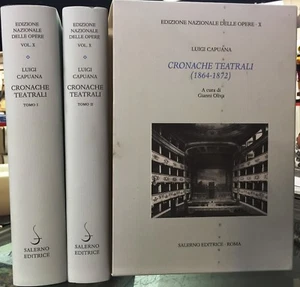 EDIZIONE
NAZIONALE
DELLE OPERE
VOL. X
LUIGI
CAPUANA
CRONACHE
TEATRALI
TOMO I
SALERNO
EDITRICE
EDIZIONE
NAZIONALE
DELLE OPERE
VOL. X
LUIGI
CAPUANA
CRONACHE
TEATRALI
TOMO II
SALERNO
EDITRICE
EDIZIONE NAZIONALE DELLE OPERE · X
LUIGI CAPUANA
CRONACHE TEATRALI
(1864-1872)
A cura di
Gianni Oliva
SALERNO EDITRICE · ROMA